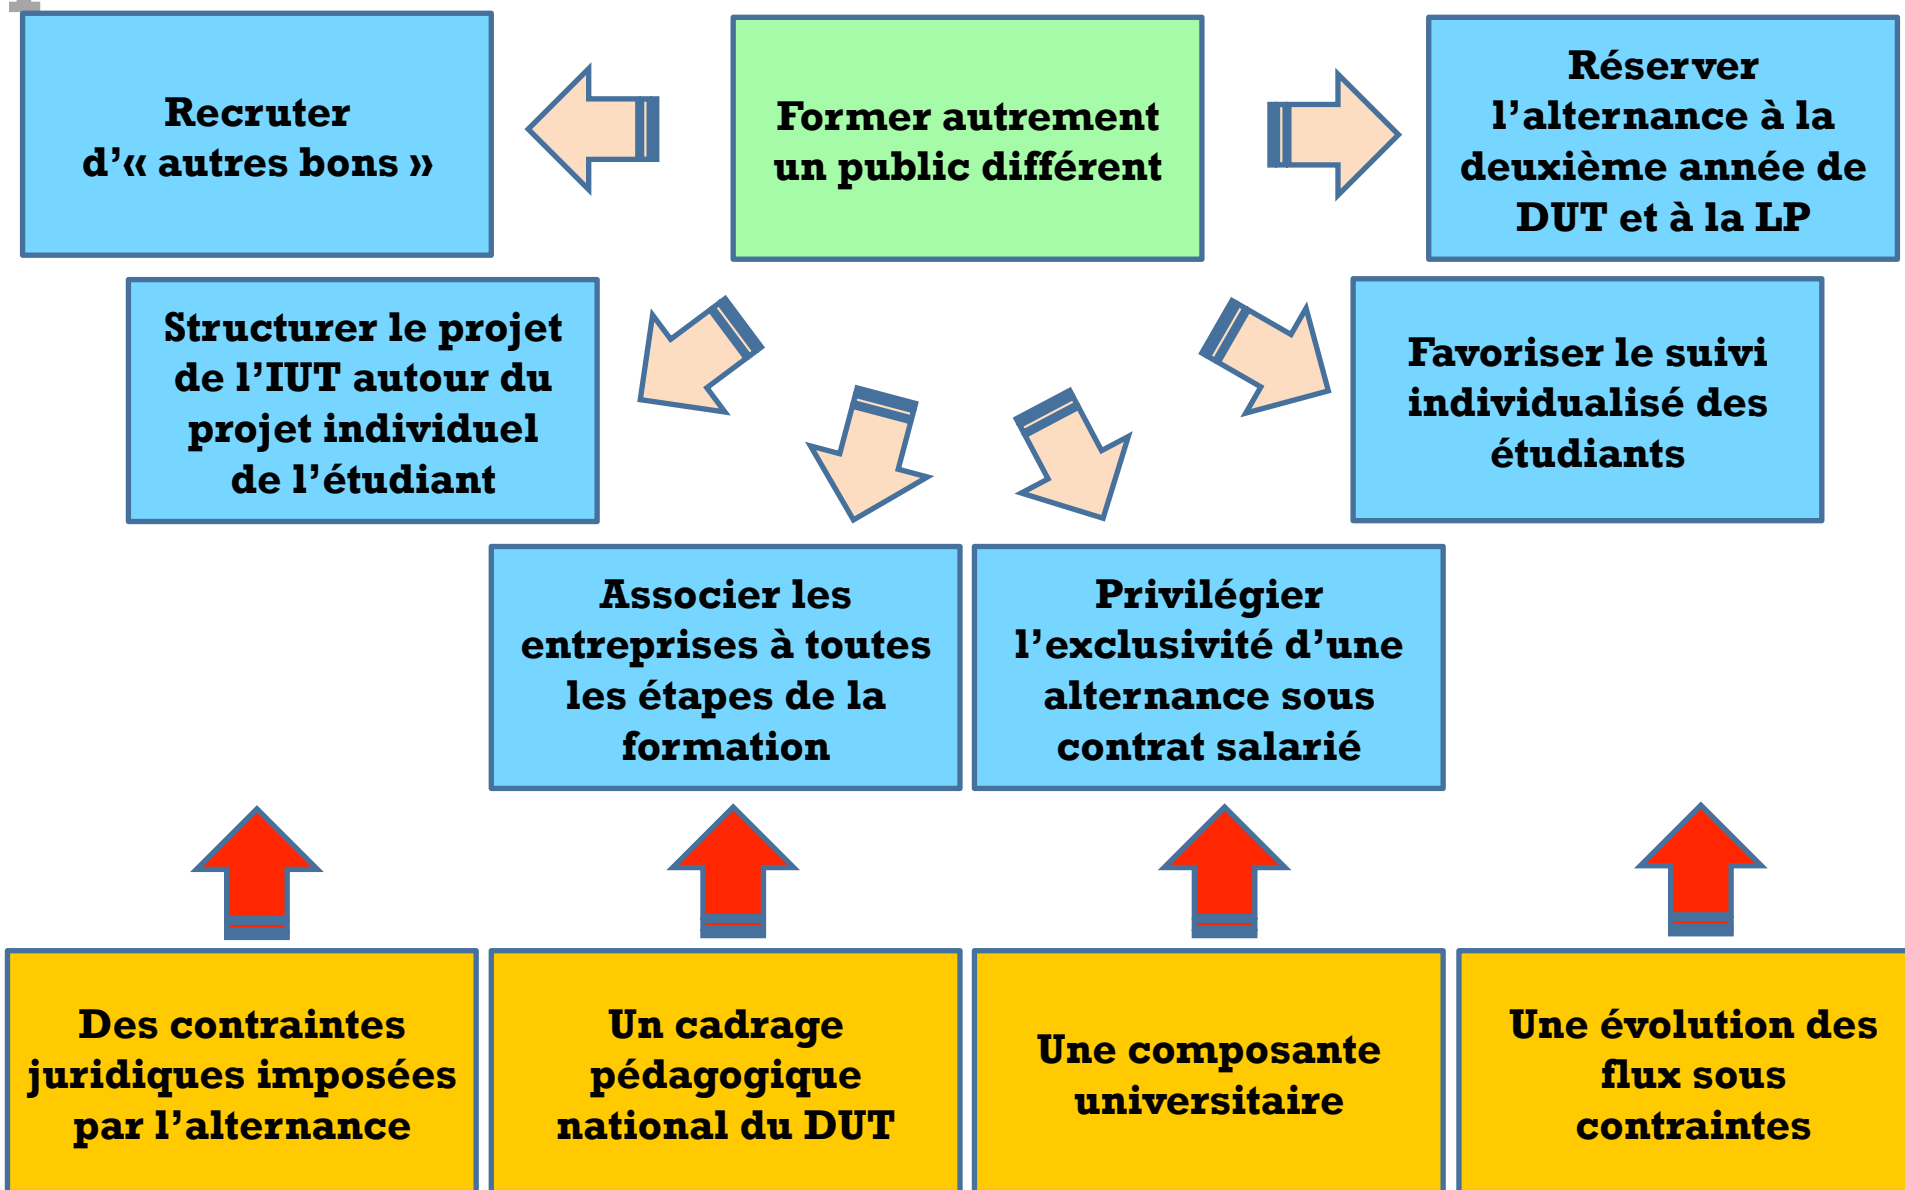 Recruter
d'« autres bons »
Former autrement
un public différent
Réserver
l’alternance à la
deuxième année de
DUT et à la LP
Structurer le projet
de l’IUT autour du
projet individuel
de l’étudiant
Favoriser le suivi
individualisé des
étudiants
Associer les
entreprises à toutes
les étapes de la
formation
Privilégier
l’exclusivité d’une
alternance sous
contrat salarié
Des contraintes
juridiques imposées
par l’alternance
Un cadrage
pédagogique
national du DUT
Une composante
universitaire
Une évolution des
flux sous
contraintes